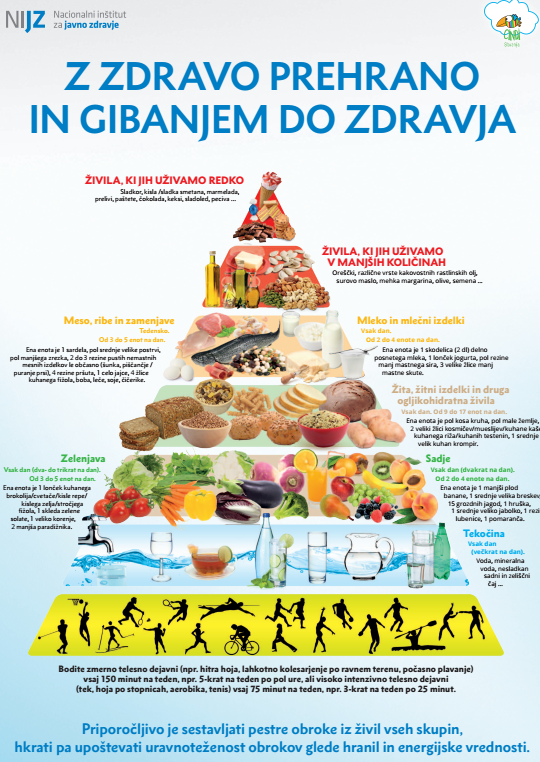 NIJZ Nacionalni inštitut
za javno zdravje
Z ZDRAVO PREHRANO
IN GIBANJEM DO ZDRAVJA
ŽIVILA, KI JIH UŽIVAMO REDKO
Sladkor, kisla/sladka smetana, marmelada,
prelivi, paštete, čokolada, keksi, sladoled, peciva ...
ŽIVILA, KI JIH UŽIVAMO
V MANJŠIH KOLIČINAH
Oreščki, različne vrste kakovostnih rastlinskih olj,
surovo maslo, mehka margarina, olive, semena ...
Meso, ribe in zamenjave
Tedensko.
Od 3 do 5 enot na dan.
Ena enota je 1 sardela, pol srednje velike postrvi,
pol manjšega zrezka, 2 do 3 rezine pustih nemastnih
mesnih izdelkov le občasno (šunka, piščančje /
puranje prsi), 4 rezine pršuta, 1 celo jajce, 4 žlice
kuhanega fižola, boba, leče, soje, čičerike.
Mleko in mlečni izdelki
Vsak dan.
Od 2 do 4 enote na dan.
Ena enota je 1 skodelica (2 dl) delno
posnetega mleka, 1 lonček jogurta, pol rezine
manj mastnega sira, 3 velike žlice manj
mastne skute.
Žita, žitni izdelki in druga
ogljikohidratna živila
Vsak dan. Od 9 do 17 enot na dan.
Ena enota je pol kosa kruha, pol male žemlje,
2 veliki žlici kosmičev/mueslijev/kuhane kaše
kuhanega riža/kuhanih testenin, 1 srednje
velik kuhan krompir.
Zelenjava
Vsak dan (dva- do trikrat na dan).
Od 3 do 5 enot na dan.
Ena enota je 1 lonček kuhanega
brokolija/cvetače/kisle repe/
kislega zelja/stročjega
fižola, 1 skleda zelene
solate, 1 veliko korenje,
2 manjša paradižnika.
Sadje
Vsak dan (dvakrat na dan).
Od 2 do 4 enote na dan.
Ena enota je 1 manjši plod
banane, 1 srednje velika breskev,
15 grozdnih jagod, 1 hruška,
1 srednje veliko jabolko, 1 rezi
lubenice, 1 pomaranča.
Tekočina
Vsak dan
(večkrat na dan).
Voda, mineralna
voda, nesladkan
sadni in zeliščni
čaj ...
Bodite zmerno telesno dejavni (npr. hitra hoja, lahkotno kolesarjenje po ravnem terenu, počasno plavanje)
vsaj 150 minut na teden, npr. 5-krat na teden po pol ure, ali visoko intenzivno telesno dejavni
(tek, hoja po stopnicah, aerobika, tenis) vsaj 75 minut na teden, npr. 3-krat na teden po 25 minut.
Priporočljivo je sestavljati pestre obroke iz živil vseh skupin,
hkrati pa upoštevati uravnoteženost obrokov glede hranil in energijske vrednosti.